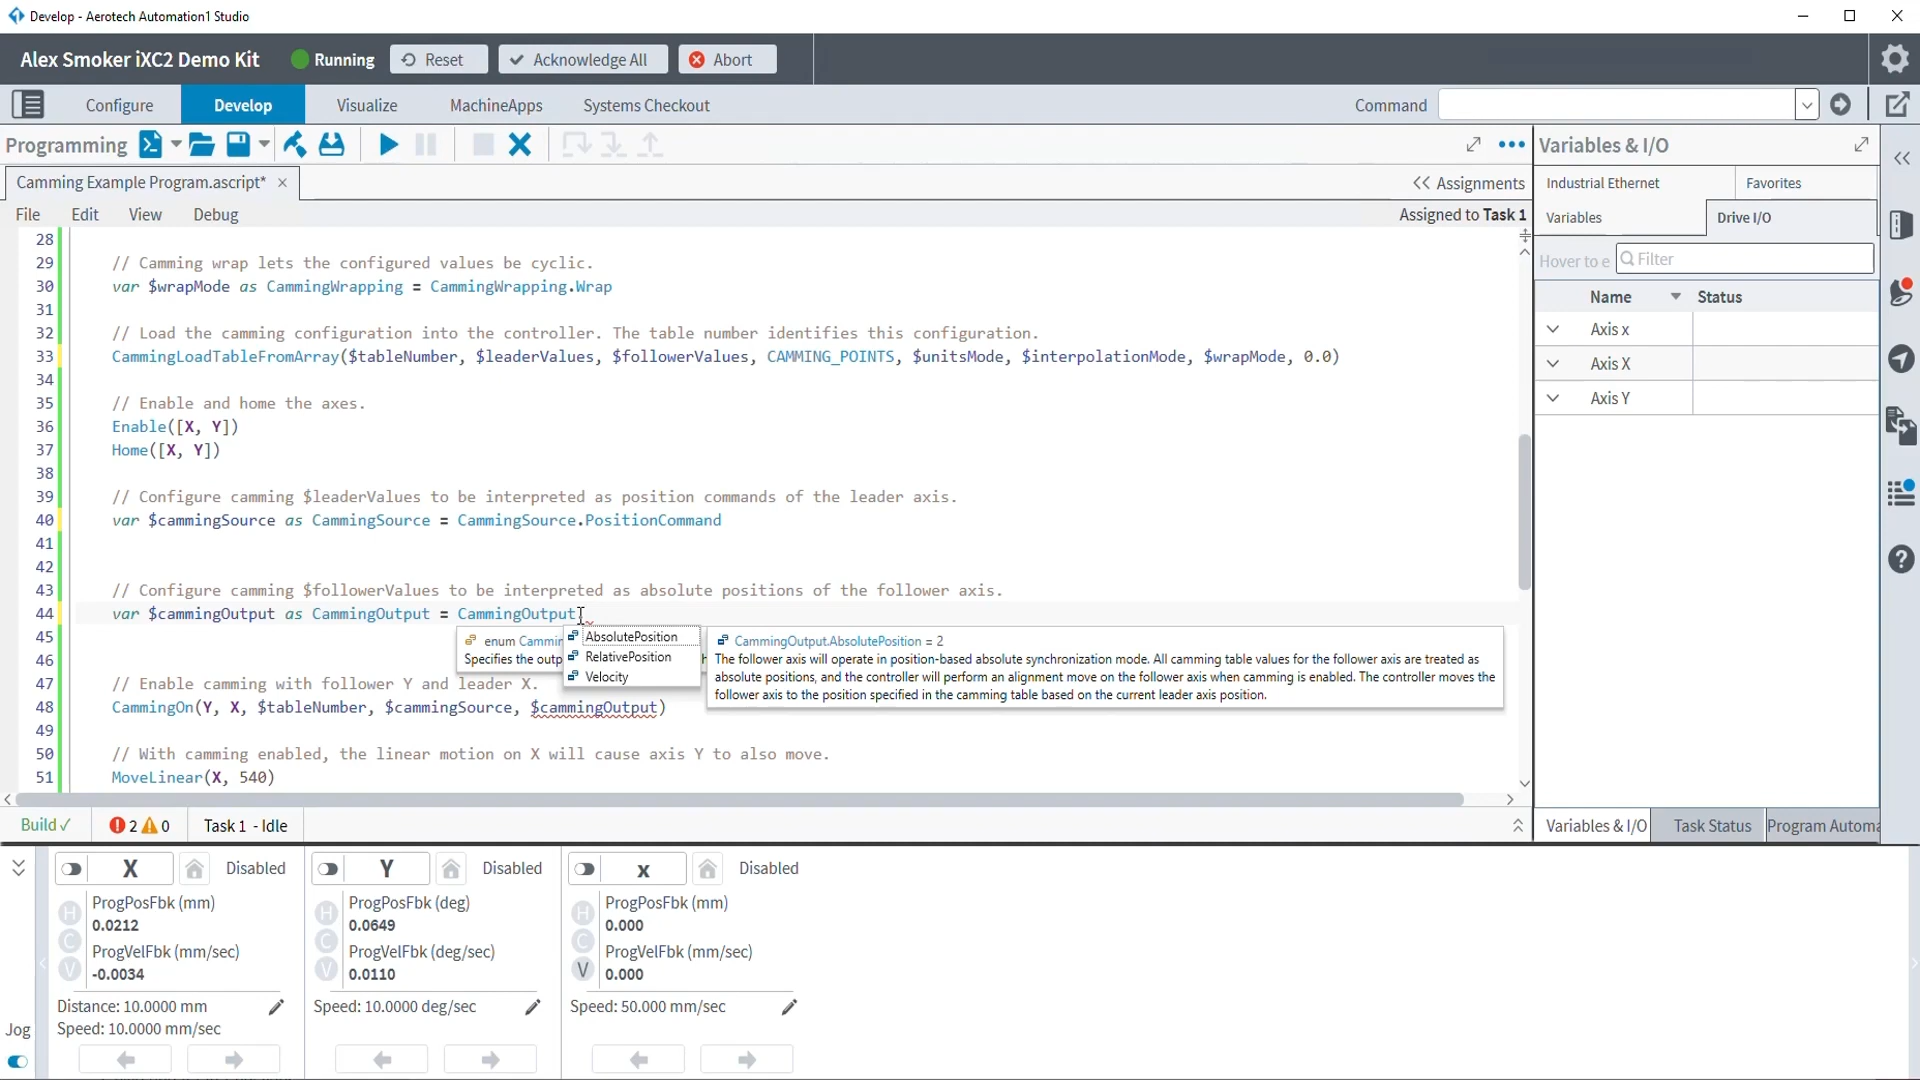 Develop - Aerotech Automation1 Studio
Alex Smoker iXC2 Demo Kit
Running
Reset
Acknowledge All
Abort
Configure
Develop
Visualize
MachineApps
Systems Checkout
Command
Programming
Variables & I/O
Camming Example Program.ascript*
Assignments
Industrial Ethernet
Favorites
File
Edit
View
Debug
Assigned to Task 1
Variables
Drive I/O
Hover to e
Filter
Name
Status
Axis x
Axis X
Axis Y
28
29 // Camming wrap lets the configured values be cyclic.
30 var $wrapMode as CammingWrapping = CammingWrapping.Wrap
31
32 // Load the camming configuration into the controller. The table number identifies this configuration.
33 CammingLoadTableFromArray($tableNumber, $leaderValues, $followerValues, CAMMING_POINTS, $unitsMode, $interpolationMode, $wrapMode, 0.0)
34
35 // Enable and home the axes.
36 Enable([X, Y])
37 Home([X, Y])
38
39 // Configure camming $leaderValues to be interpreted as position commands of the leader axis.
40 var $cammingSource as CammingSource = CammingSource.PositionCommand
41
42
43 // Configure camming $followerValues to be interpreted as absolute positions of the follower axis.
44 var $cammingOutput as CammingOutput = CammingOutput
45
46
47 // Enable camming with follower Y and leader X.
48 CammingOn(Y, X, $tableNumber, $cammingSource, $cammingOutput)
49
50 // With camming enabled, the linear motion on X will cause axis Y to also move.
51 MoveLinear(X, 540)
enum Cammin
Specifies the outp
AbsolutePosition
RelativePosition
Velocity
CammingOutput.AbsolutePosition = 2
The follower axis will operate in position-based absolute synchronization mode. All camming table values for the follower axis are treated as
absolute positions, and the controller will perform an alignment move on the follower axis when camming is enabled. The controller moves the
follower axis to the position specified in the camming table based on the current leader axis position.
Build✓
2
0
Task 1 - Idle
Variables & I/O
Task Status
Program Automa
X
Disabled
ProgPosFbk (mm)
0.0212
ProgVelFbk (mm/sec)
-0.0034
Distance: 10.0000 mm
Speed: 10.0000 mm/sec
H
C
V
Y
Disabled
ProgPosFbk (deg)
0.0649
ProgVelFbk (deg/sec)
0.0110
Speed: 10.0000 deg/sec
H
C
V
x
Disabled
ProgPosFbk (mm)
0.000
ProgVelFbk (mm/sec)
0.000
Speed: 50.000 mm/sec
H
C
V
Jog